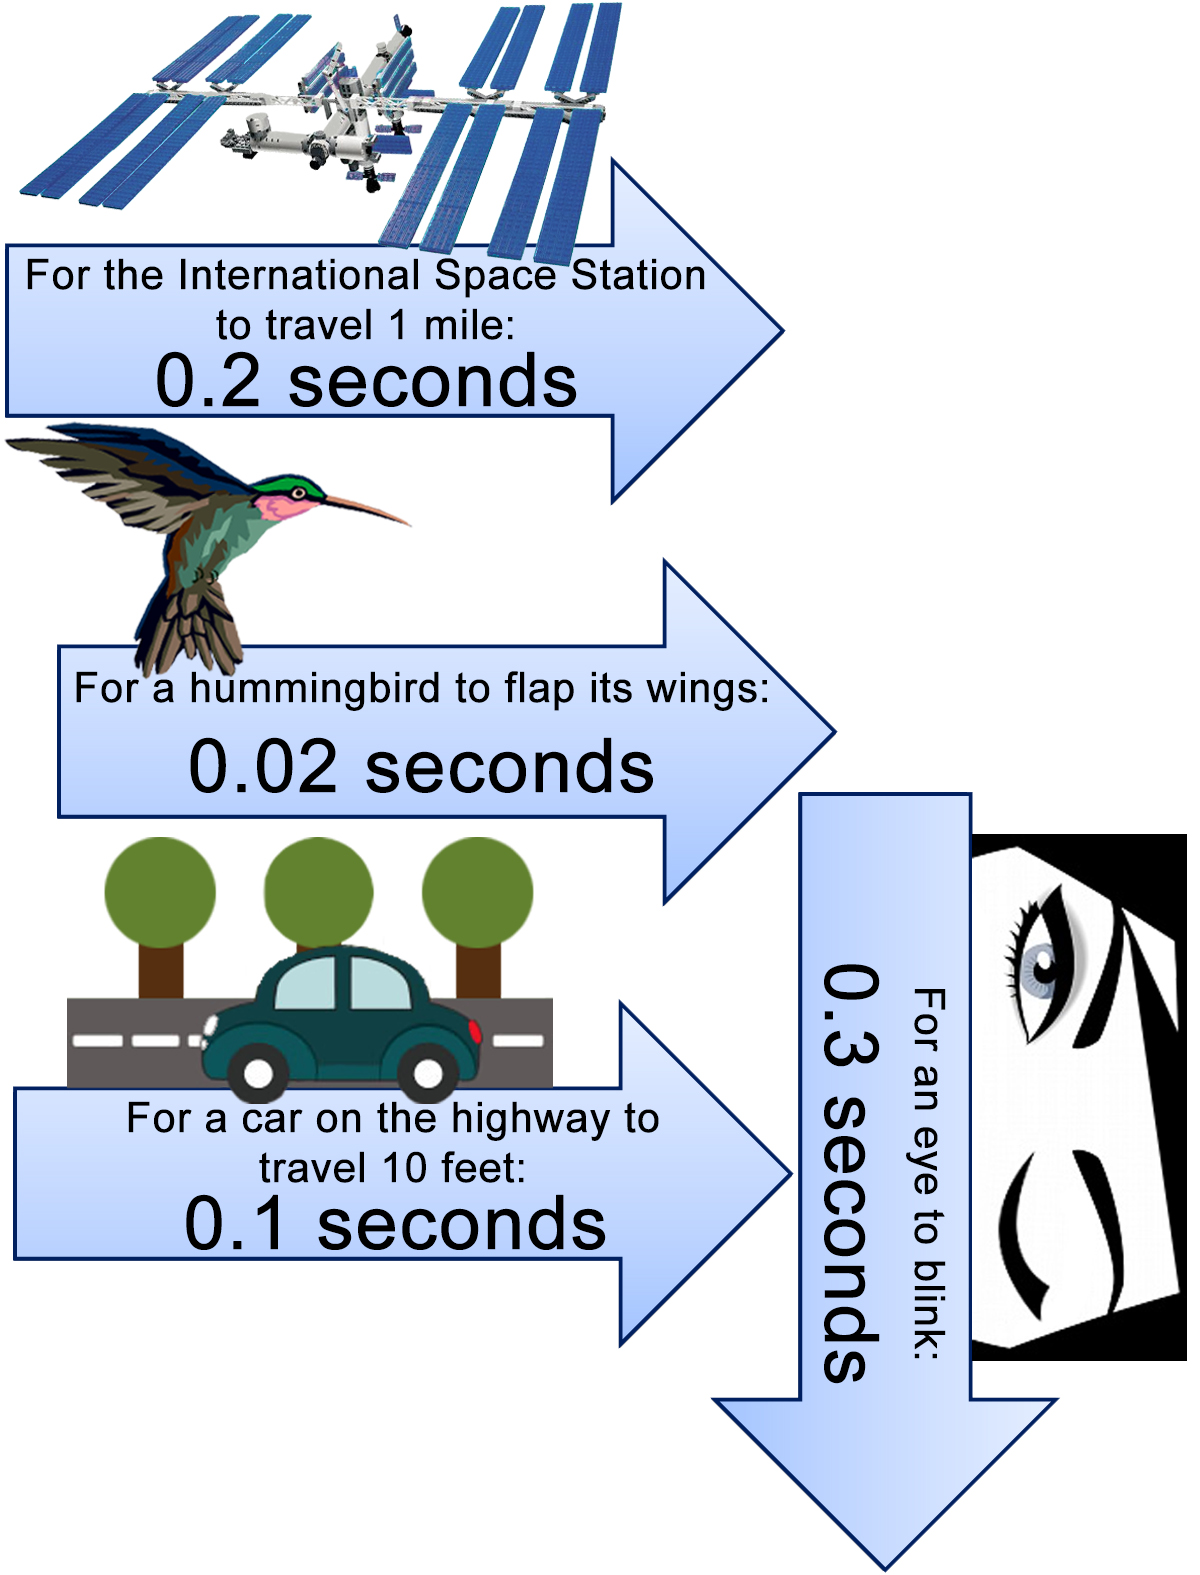 For the International Space Station
to travel 1 mile:
0.2 seconds
For a hummingbird to flap its wings:
0.02 seconds
For a car on the highway to
travel 10 feet:
0.1 seconds
For an eye to blink:
0.3 seconds